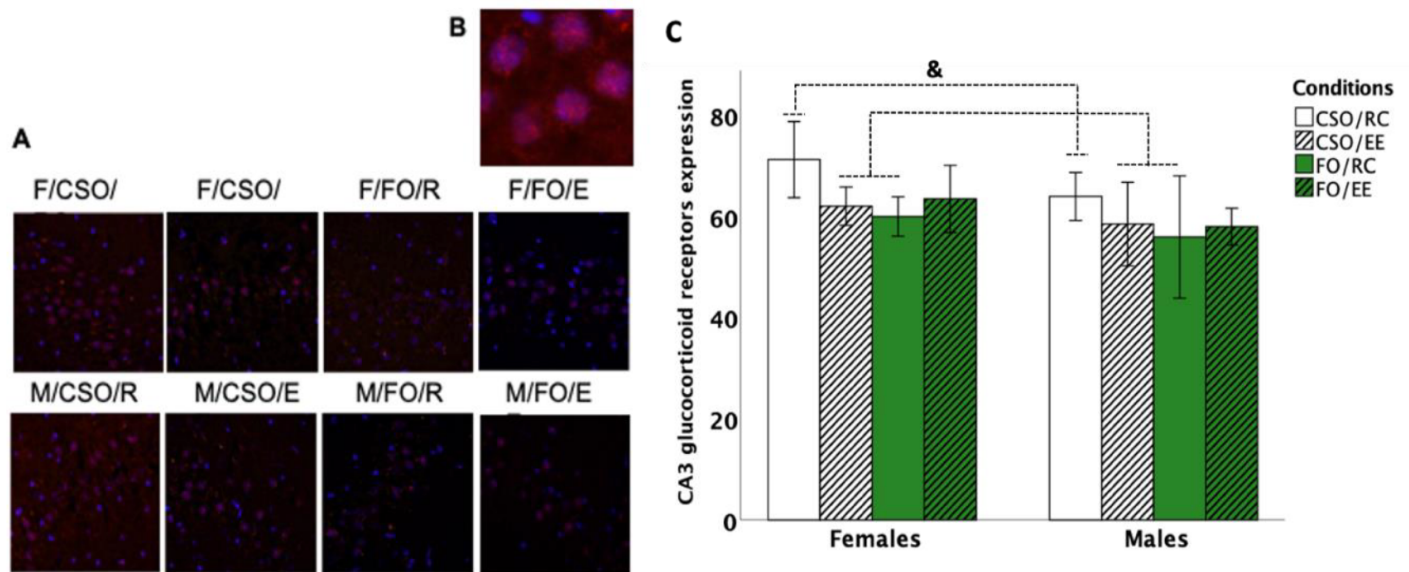 B
C
A
F/CSO/
F/CSO/
F/FO/R
F/FO/E
M/CSO/R
M/CSO/E
M/FO/R
M/FO/E
&
CA3 glucocorticoid receptors expression
80
60
40
20
0
Females
Males
Conditions
CSO/RC
CSO/EE
FO/RC
FO/EE